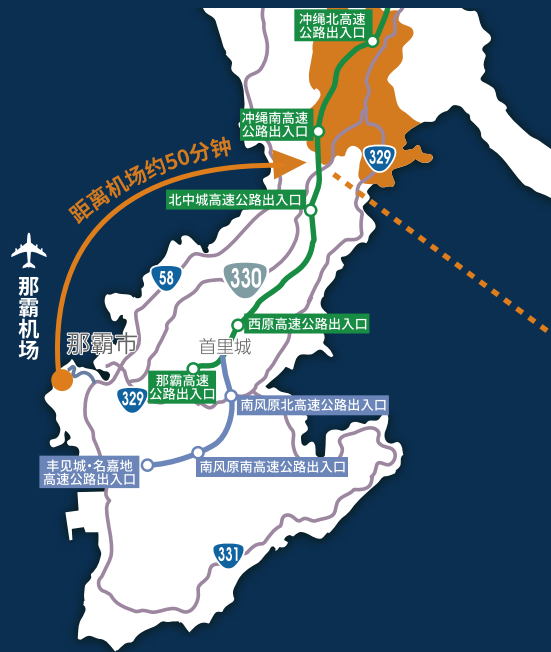 冲绳北高速
公路出入口
冲绳南高速
公路出入口
距离机场约50分钟
329
北中城高速公路出入口
那霸机场
58
330
西原高速公路出入口
那霸市
首里城
那霸高速
公路出入口
329
南风原北高速公路出入口
丰见城·名嘉地
高速公路出入口
南风原南高速公路出入口
331